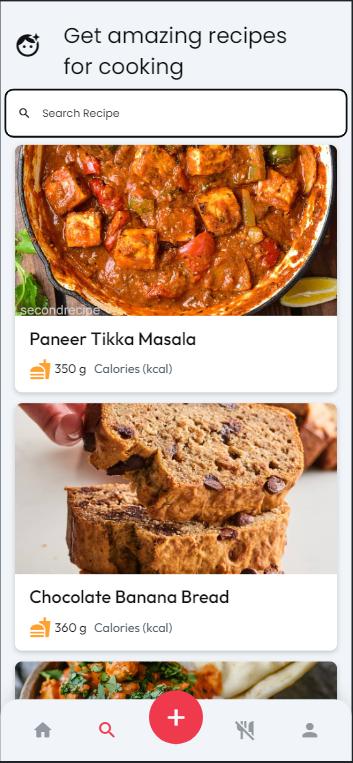 Get amazing recipes
for cooking
Search Recipe
secondrecipe
Paneer Tikka Masala
350 g Calories (kcal)
Chocolate Banana Bread
360 g Calories (kcal)